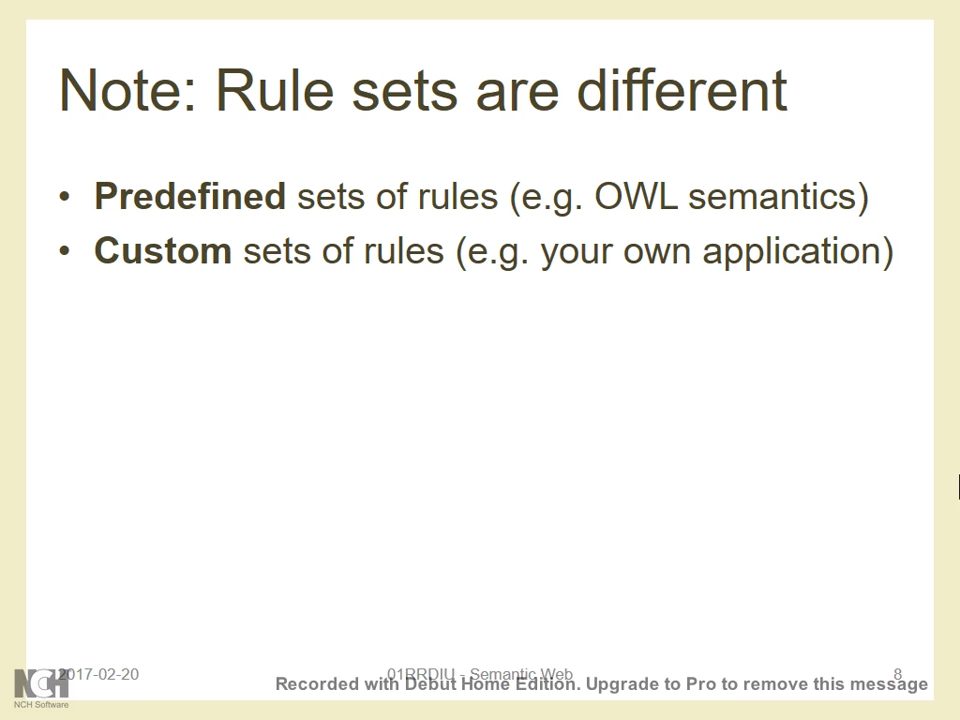 Note: Rule sets are different
• Predefined sets of rules (e.g. OWL semantics)
• Custom sets of rules (e.g. your own application)
2017-02-20
01RRDIU - Semantic Web
8
Recorded with Debut Home Edition. Upgrade to Pro to remove this message
NCH
NCH Software